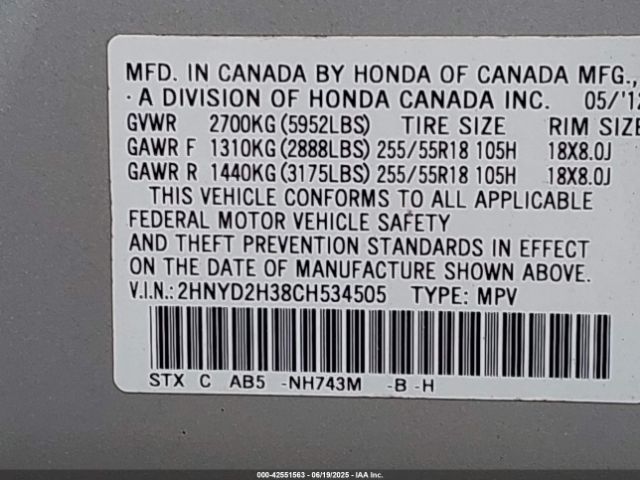 MFD. IN CANADA BY HONDA OF CANADA MFG.,
· A DIVISION OF HONDA CANADA INC. 05/'12
GVWR 2700KG(5952LBS) TIRE SIZE RIM SIZE
GAWR F 1310KG(2888LBS) 255/55R18 105H 18X8.0J
GAWR R 1440KG(3175LBS) 255/55R18 105H 18X8.0J
THIS VEHICLE CONFORMS TO ALL APPLICABLE
FEDERAL MOTOR VEHICLE SAFETY
AND THEFT PREVENTION STANDARDS IN EFFECT
ON THE DATE OF MANUFACTURE SHOWN ABOVE.
V.I.N.:2HNYD2H38CH534505 TYPE: MPV
STX C AB5 -NH743M -B -H
000-42551563 - 06/19/2025 - IAA Inc.